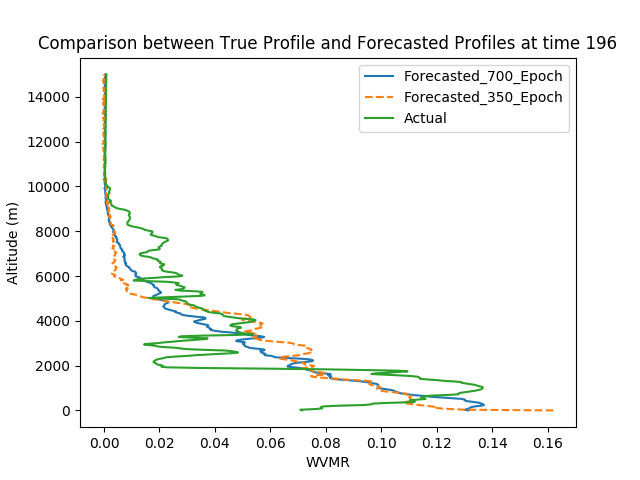 Comparison between True Profile and Forecasted Profiles at time 196
Forecasted_700_Epoch
Forecasted_350_Epoch
Actual
Altitude (m)
14000
12000
10000
8000
6000
4000
2000
0
0.00 0.02 0.04 0.06 0.08 0.10 0.12 0.14 0.16
WVMR